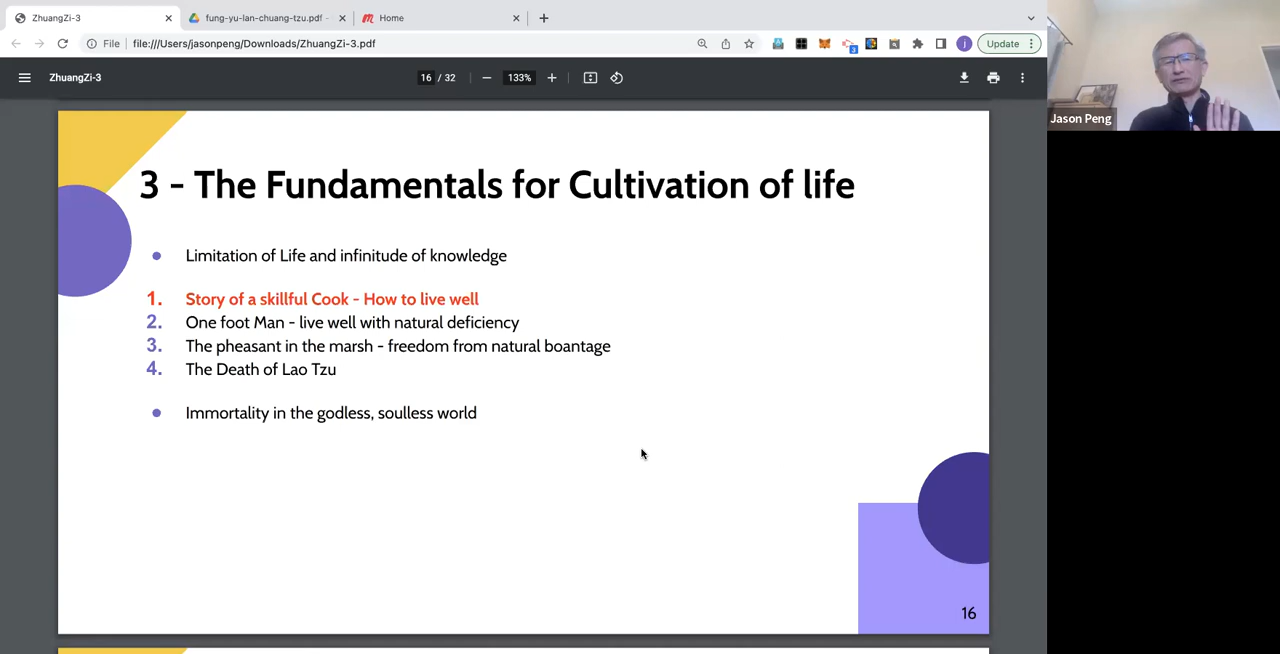 ZhuangZi-3
fung-yu-lan-chuang-tzu.pdf -
Home
File
file:///Users/jasonpeng/Downloads/ZhuangZi-3.pdf
3
j
Update
ZhuangZi-3
16 / 32
133%
Jason Peng
3 - The Fundamentals for Cultivation of life
Limitation of Life and infinitude of knowledge
1. Story of a skillful Cook - How to live well
2. One foot Man - live well with natural deficiency
3. The pheasant in the marsh - freedom from natural boantage
4. The Death of Lao Tzu
Immortality in the godless, soulless world
16